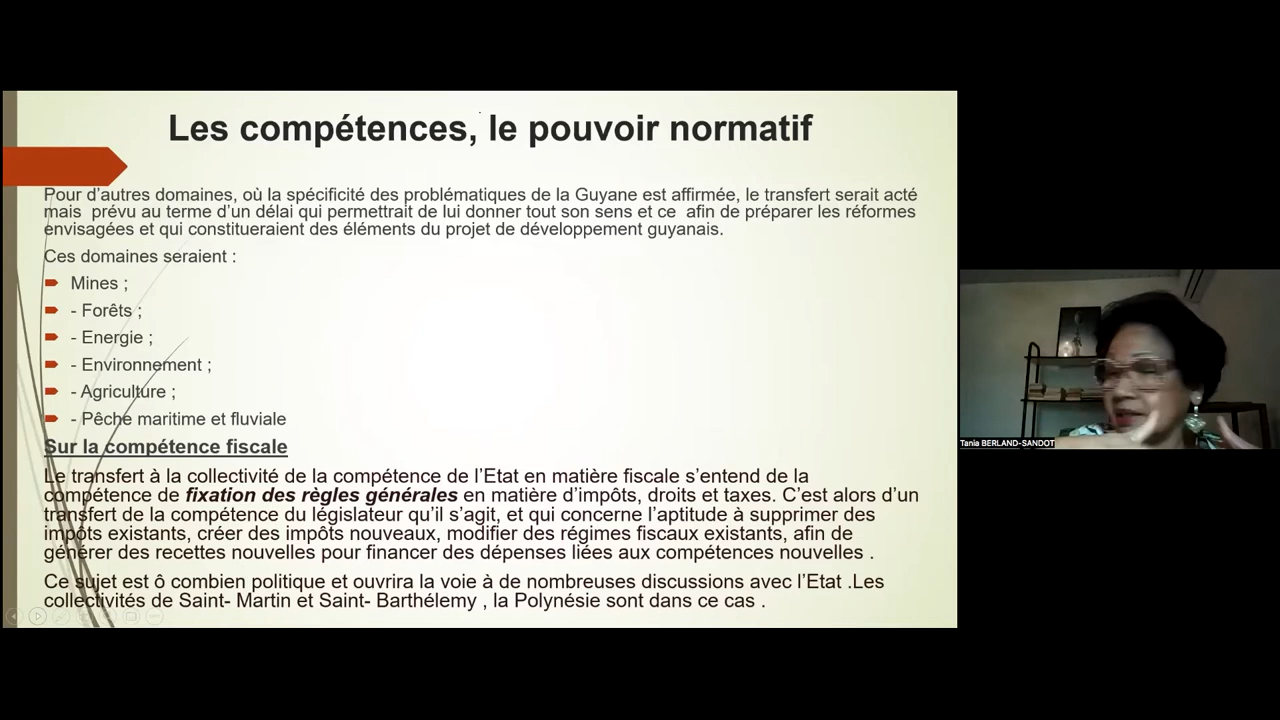 Les compétences, le pouvoir normatif
Pour d'autres domaines, où la spécificité des problématiques de la Guyane est affirmée, le transfert serait acté
mais  prévu au terme d'un délai qui permettrait de lui donner tout son sens et ce  afin de préparer les réformes
envisagées et qui constitueraient des éléments du projet de développement guyanais.
Ces domaines seraient :
Mines ;
- Forêts ;
- Energie ;
- Environnement ;
- Agriculture ;
- Pêche maritime et fluviale
Sur la compétence fiscale
Le transfert à la collectivité de la compétence de l'Etat en matière fiscale s'entend de la
compétence de fixation des règles générales en matière d'impôts, droits et taxes. C'est alors d'un
transfert de la compétence du législateur qu'il s'agit, et qui concerne l'aptitude à supprimer des
impôts existants, créer des impôts nouveaux, modifier des régimes fiscaux existants, afin de
générer des recettes nouvelles pour financer des dépenses liées aux compétences nouvelles .
Ce sujet est ô combien politique et ouvrira la voie à de nombreuses discussions avec l'Etat .Les
collectivités de Saint- Martin et Saint- Barthélemy , la Polynésie sont dans ce cas .
Tania BERLAND-SANDOT